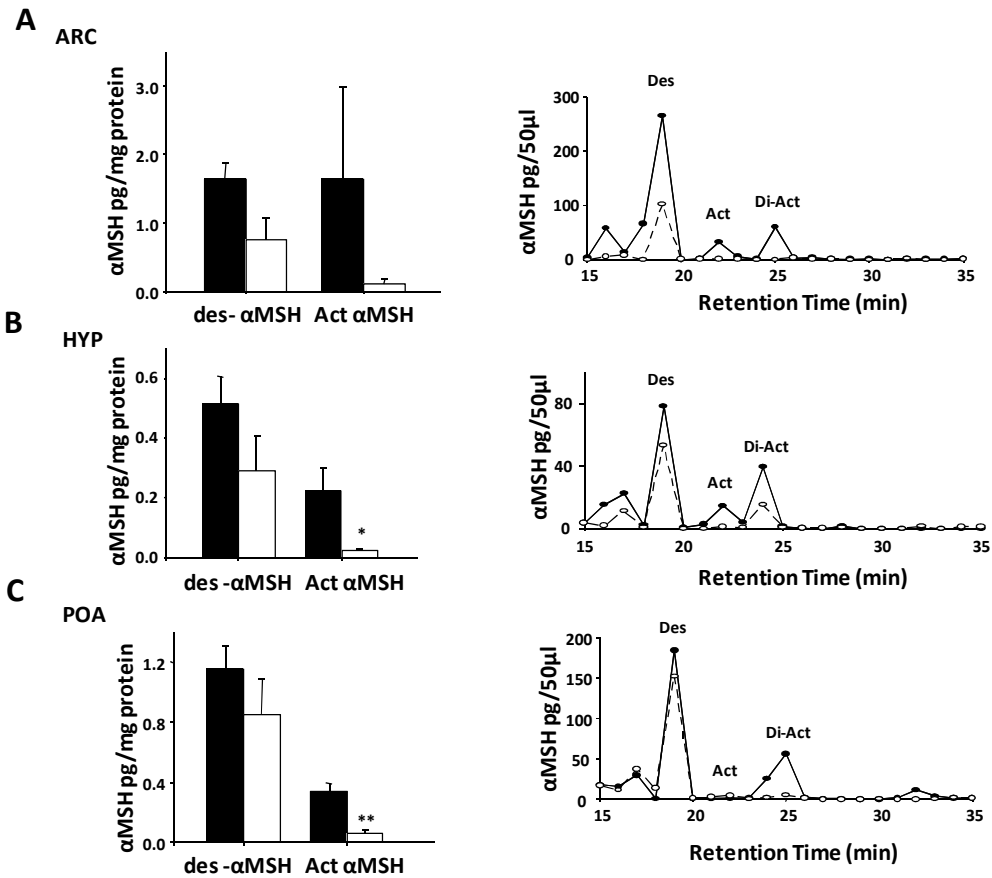 A
ARC
αMSH pg/mg protein
3.0
2.0
1.0
0.0
des- αMSH Act αMSH
αMSH pg/50µl
300
200
100
0
Des
Act
Di-Act
15 20 25 30 35
Retention Time (min)
B
HYP
αMSH pg/mg protein
0.6
0.4
0.2
0.0
*
des -αMSH Act αMSH
αMSH pg/50µl
80
40
0
Des
Act
Di-Act
15 20 25 30 35
Retention Time (min)
C
POA
αMSH pg/mg protein
1.2
0.8
0.4
0.0
**
des -αMSH Act αMSH
αMSH pg/50µl
200
150
100
50
0
Des
Act
Di-Act
15 20 25 30 35
Retention Time (min)